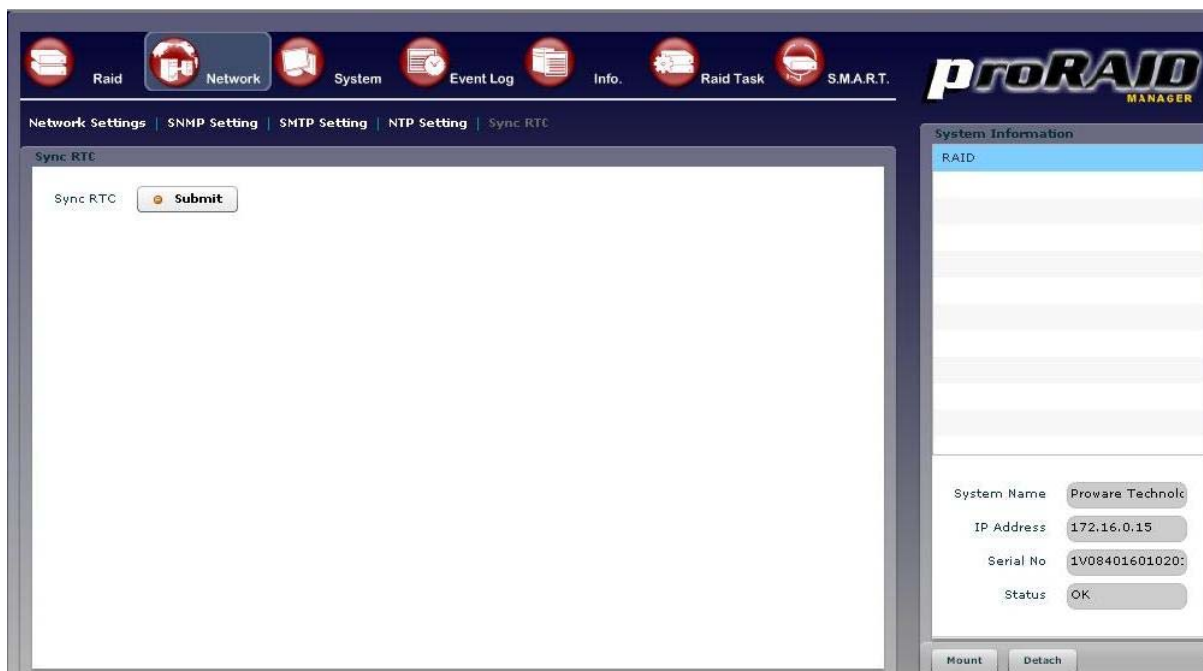 Raid Network System Event Log Info. Raid Task S.M.A.R.T.
proRAID
MANAGER
Network Settings | SNMP Setting | SMTP Setting | NTP Setting | Sync RTC
Sync RTC
Sync RTC Submit
System Information
RAID
System Name Proware Technolc
IP Address 172.16.0.15
Serial No 1V08401601020:
Status OK
Mount Detach